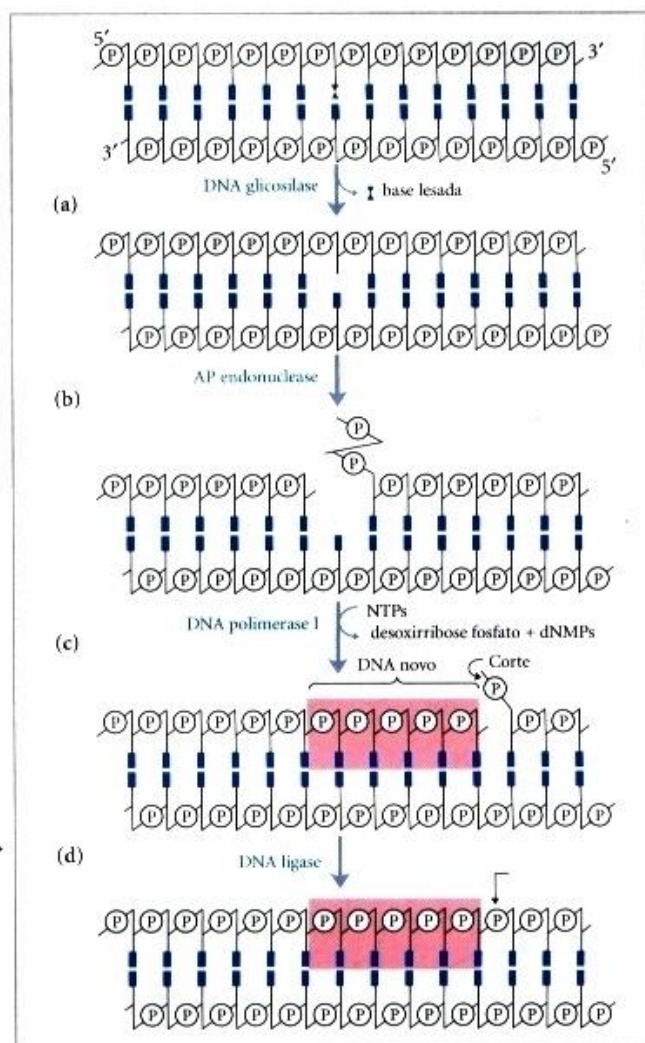 5' P P P P P P P P P P P P P P 3'
3' P P P P P P P P P P P P P P 5'
DNA glicosilase base lesada
(a)
P P P P P P P P P P P P P P
P P P P P P P P P P P P P P
AP endonuclease
(b)
P
P
P P P P P P P P P P P P
P P P P P P P P P P P P P P
NTPs
DNA polimerase I
desoxirribose fosfato + dNMPs
(c)
DNA novo Corte
P
P P P P P P P P P P P P P
P P P P P P P P P P P P P P
(d)
DNA ligase
P P P P P P P P P P P P P P
P P P P P P P P P P P P P P